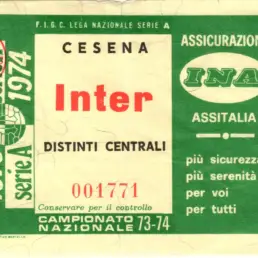 F.I.G.C. LEGA NAZIONALE SERIE A
CESENA
Inter
DISTINTI CENTRALI
001771
Conservare per il controllo
CAMPIONATO
NAZIONALE 73-74
serie A
1974
ASSICURAZION
INA
ASSITALIA
più sicurezza
più serenità
per voi
per tutti